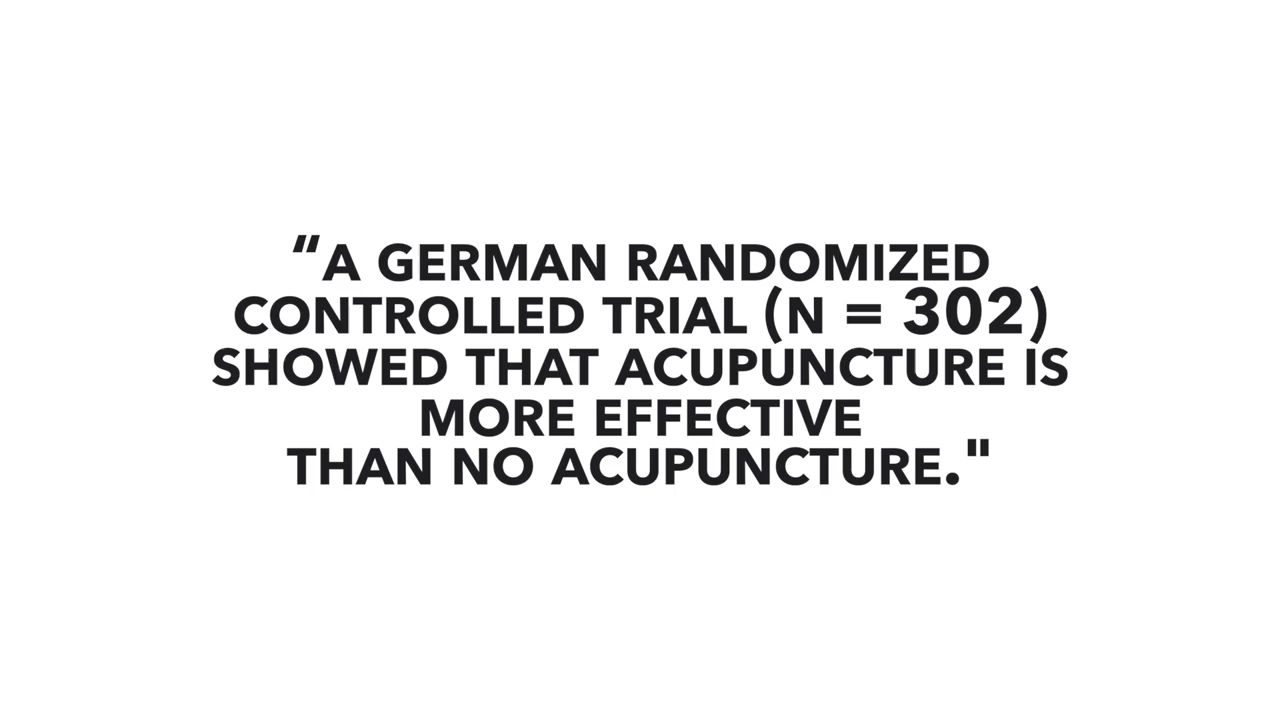 “A GERMAN RANDOMIZED
CONTROLLED TRIAL (N = 302)
SHOWED THAT ACUPUNCTURE IS
MORE EFFECTIVE
THAN NO ACUPUNCTURE."